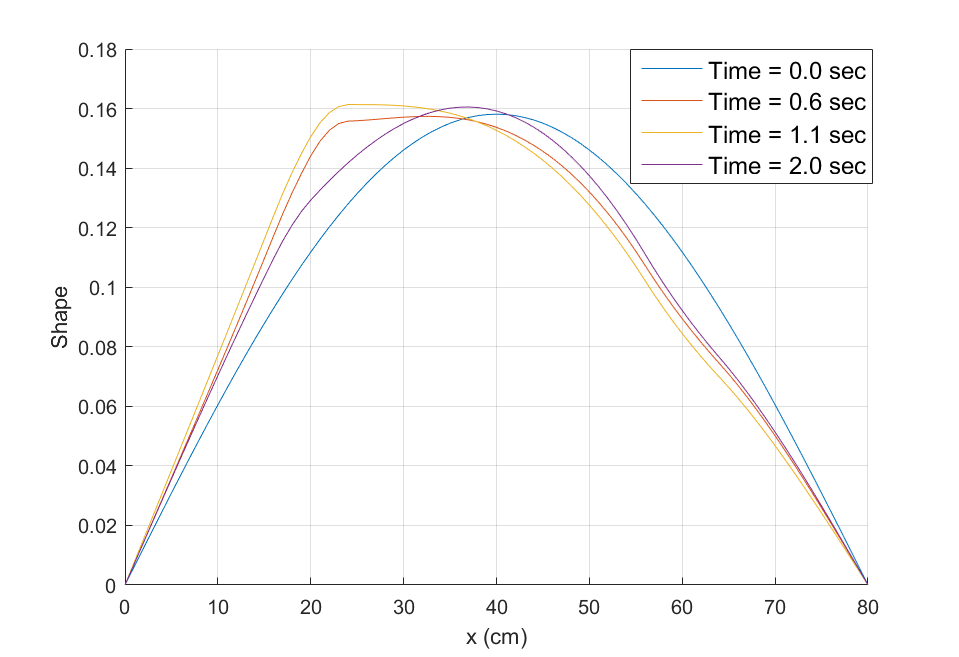 0.18
0.16
0.14
0.12
0.1
0.08
0.06
0.04
0.02
0
Shape
Time = 0.0 sec
Time = 0.6 sec
Time = 1.1 sec
Time = 2.0 sec
0 10 20 30 40 50 60 70 80
x (cm)